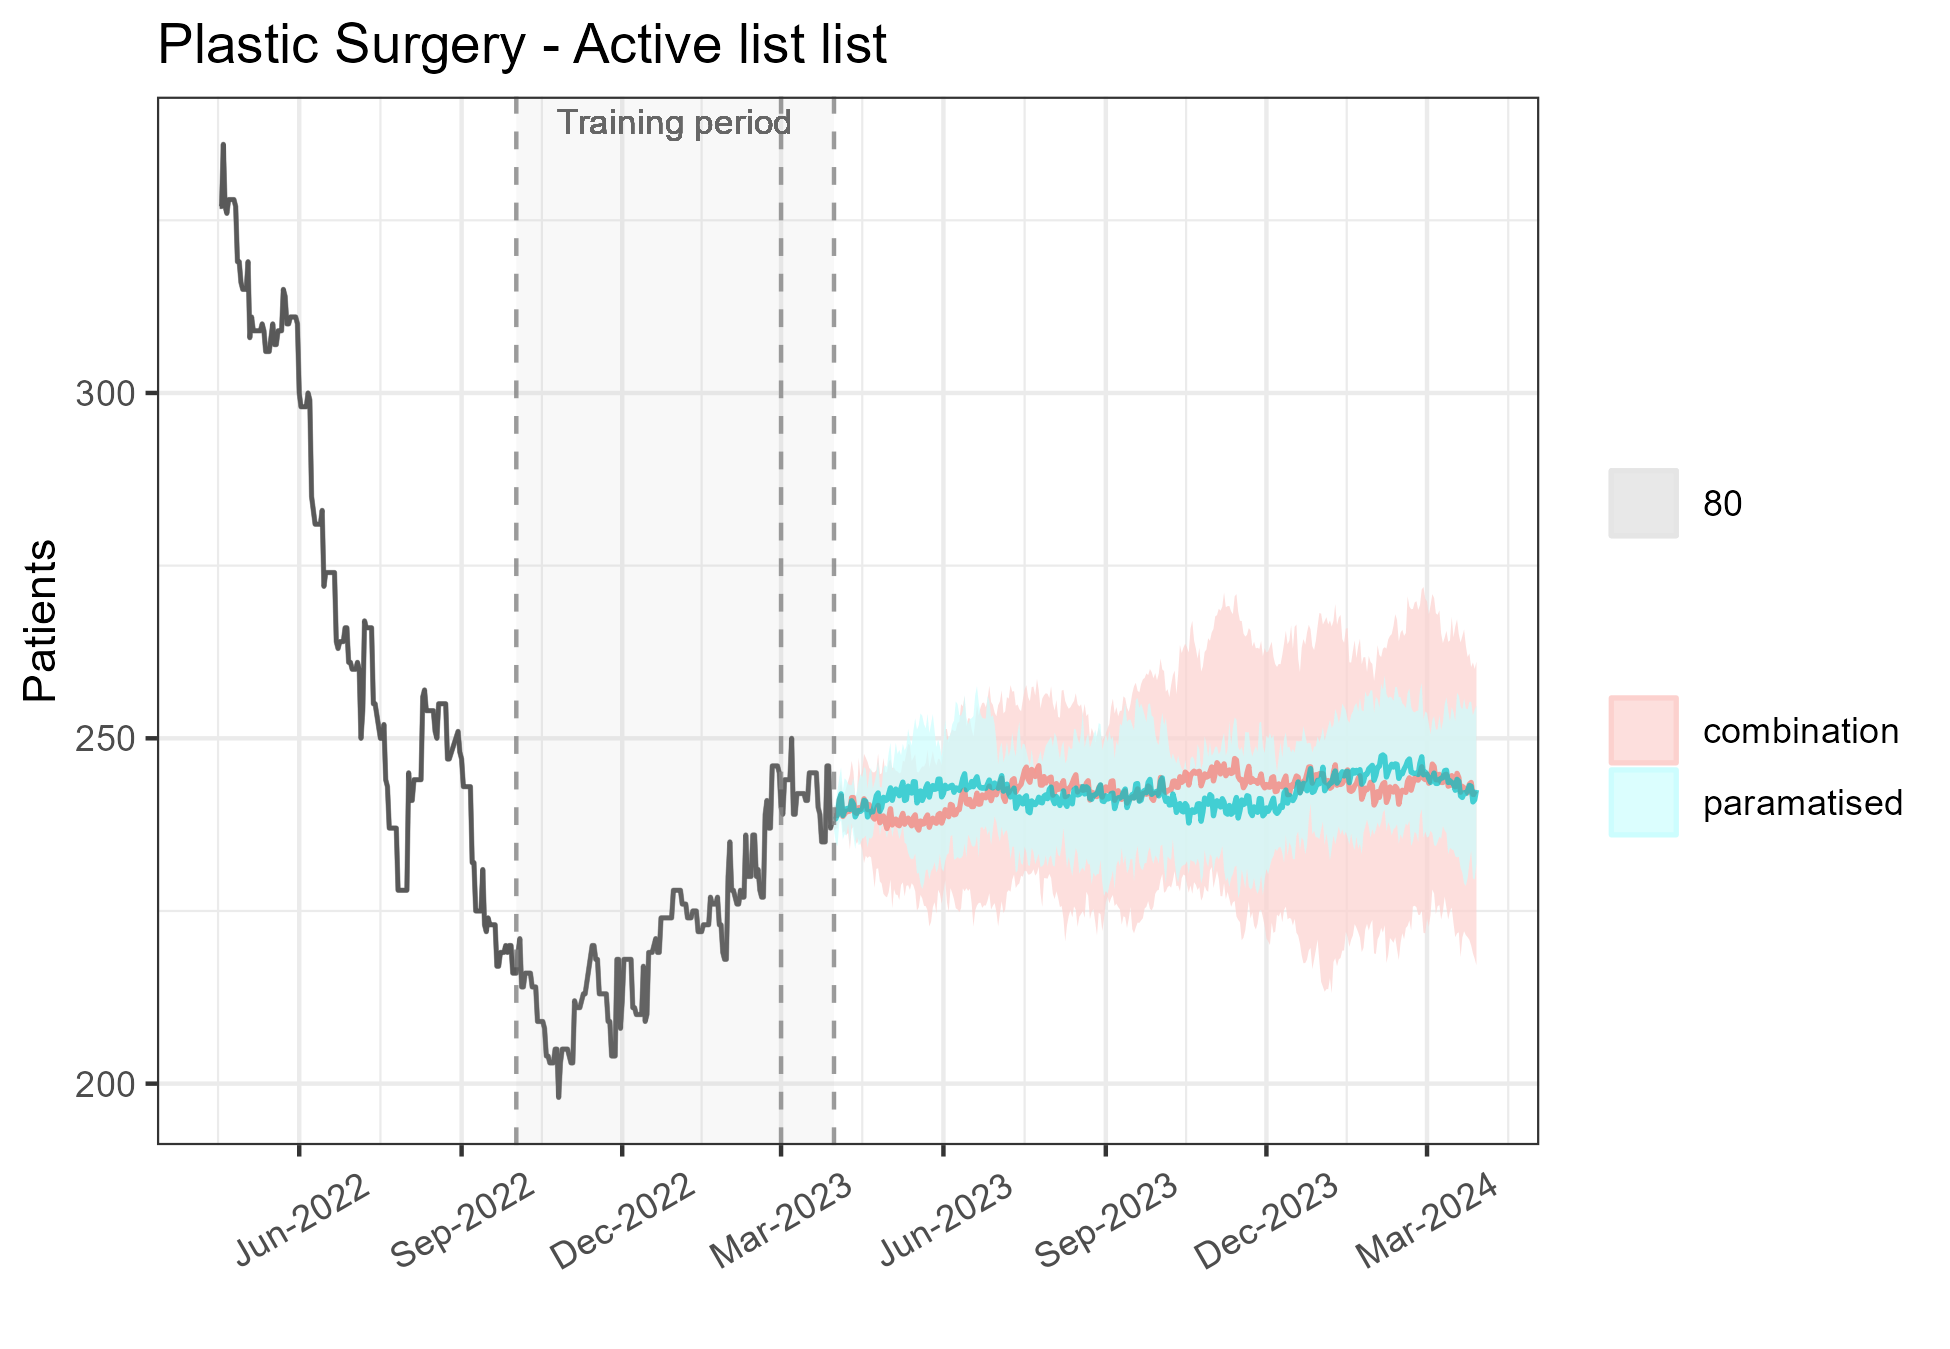 Plastic Surgery - Active list list
Training period
Patients
300
250
200
Jun-2022
Sep-2022
Dec-2022
Mar-2023
Jun-2023
Sep-2023
Dec-2023
Mar-2024
80
combination
paramatised